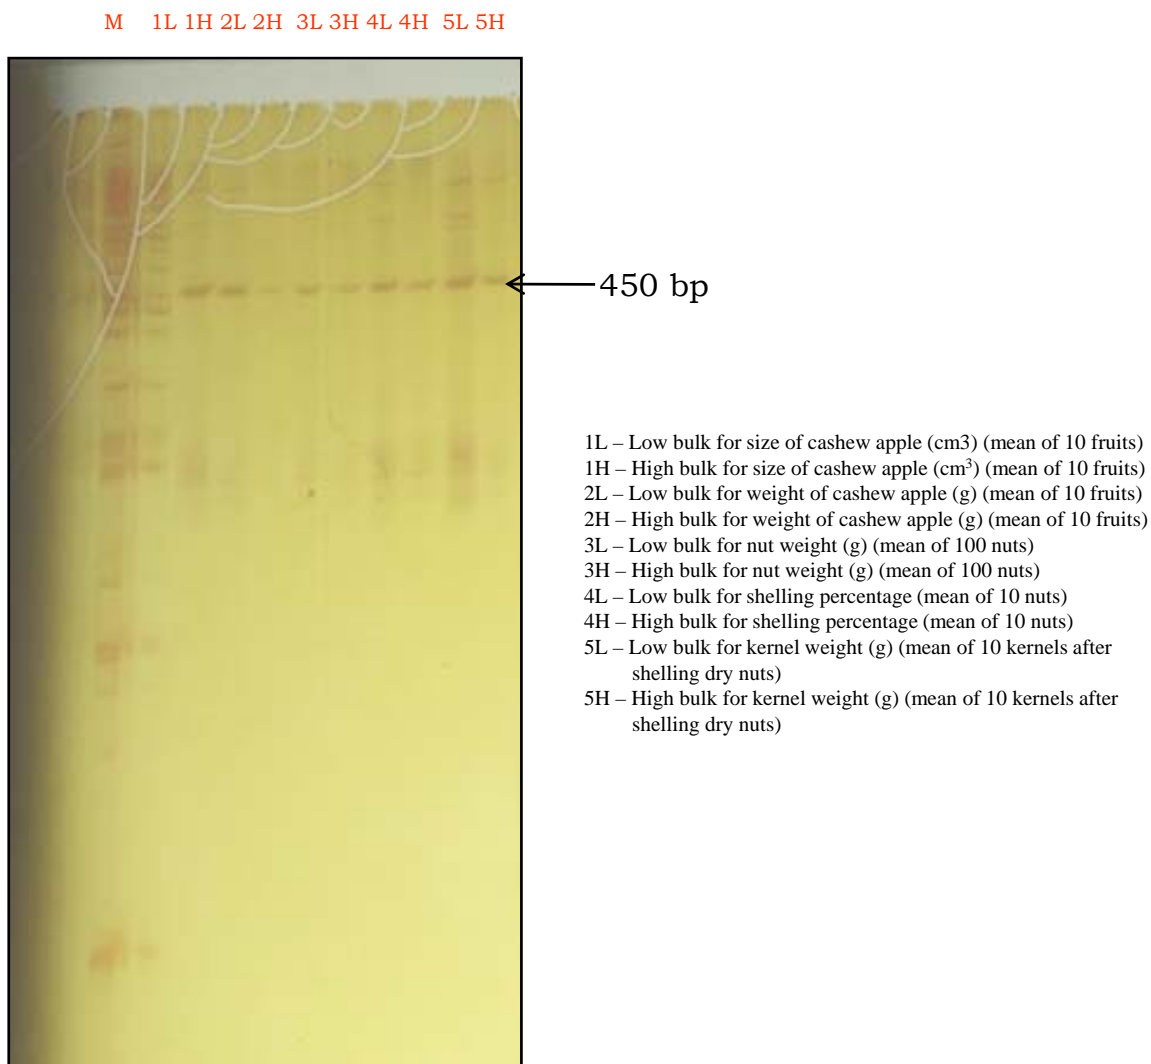 M 1L 1H 2L 2H 3L 3H 4L 4H 5L 5H
450 bp
1L – Low bulk for size of cashew apple (cm3) (mean of 10 fruits)
1H – High bulk for size of cashew apple (cm³) (mean of 10 fruits)
2L – Low bulk for weight of cashew apple (g) (mean of 10 fruits)
2H – High bulk for weight of cashew apple (g) (mean of 10 fruits)
3L – Low bulk for nut weight (g) (mean of 100 nuts)
3H – High bulk for nut weight (g) (mean of 100 nuts)
4L – Low bulk for shelling percentage (mean of 10 nuts)
4H – High bulk for shelling percentage (mean of 10 nuts)
5L – Low bulk for kernel weight (g) (mean of 10 kernels after
shelling dry nuts)
5H – High bulk for kernel weight (g) (mean of 10 kernels after
shelling dry nuts)